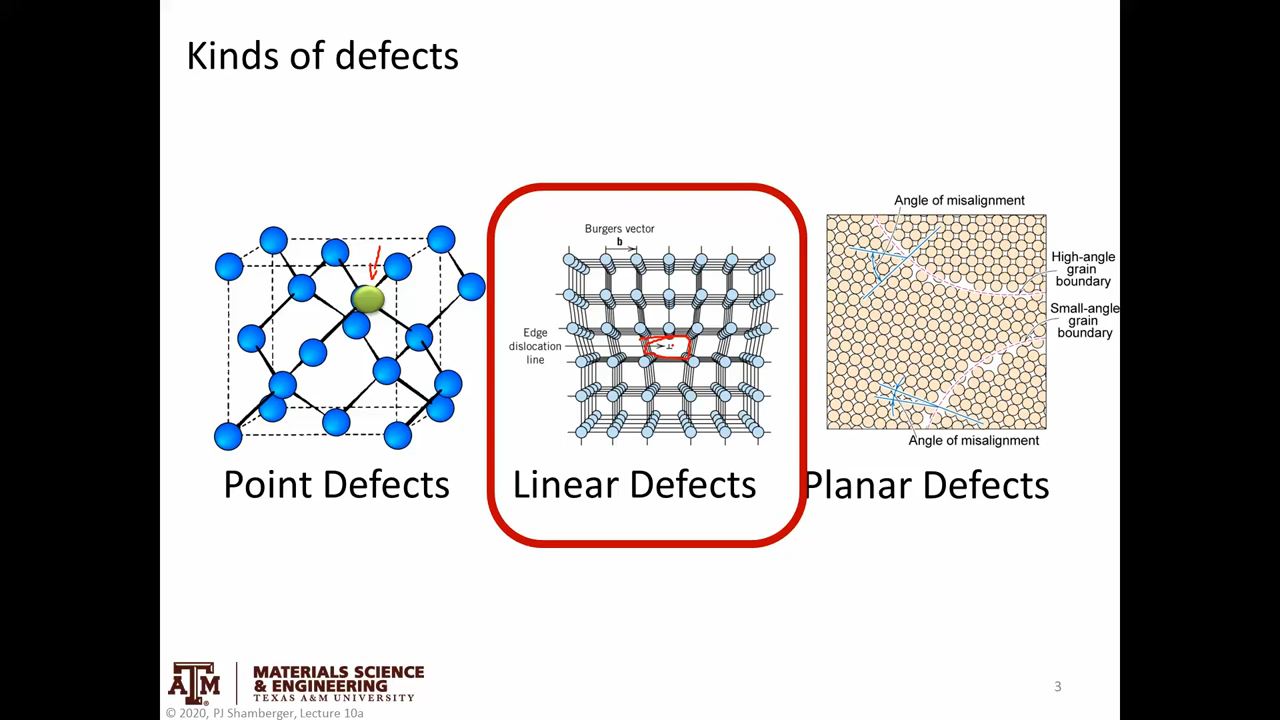 Kinds of defects
Burgers vector
b
Edge
dislocation
line
Angle of misalignment
High-angle
grain
boundary
Small-angle
grain
boundary
Angle of misalignment
Point Defects
Linear Defects
Planar Defects
A T M
MATERIALS SCIENCE
& ENGINEERING
TEXAS A&M UNIVERSITY
© 2020, PJ Shamberger, Lecture 10a
3